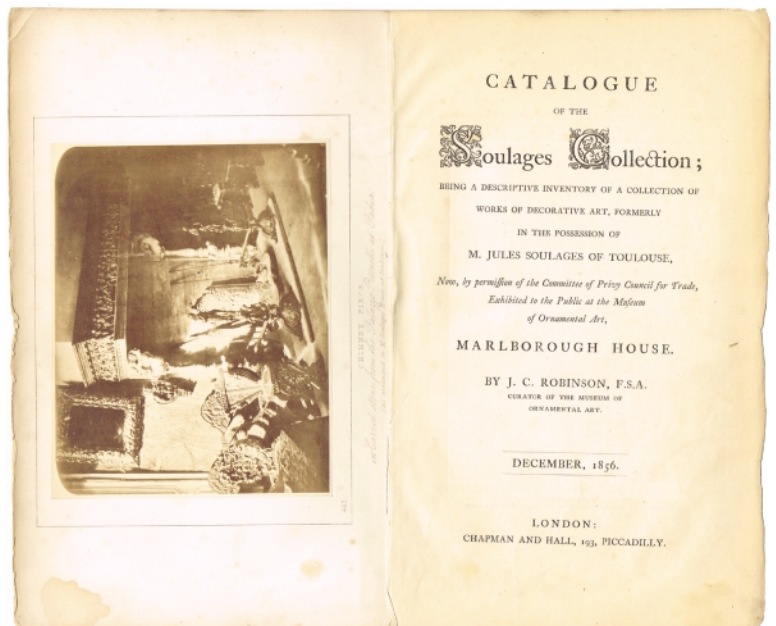 CATALOGUE
OF THE
Soulages Collection;
BEING A DESCRIPTIVE INVENTORY OF A COLLECTION OF
WORKS OF DECORATIVE ART, FORMERLY
IN THE POSSESSION OF
M. JULES SOULAGES OF TOULOUSE,
Now, by permiſſion of the Committee of Privy Council for Trade,
Exhibited to the Public at the Muſeum
of Ornamental Art,
MARLBOROUGH HOUSE.
BY J. C. ROBINSON, F.S.A.
CURATOR OF THE MUSEUM OF
ORNAMENTAL ART.
DECEMBER, 1856.
LONDON:
CHAPMAN AND HALL, 193, PICCADILLY.
CHIMNEY PIECE